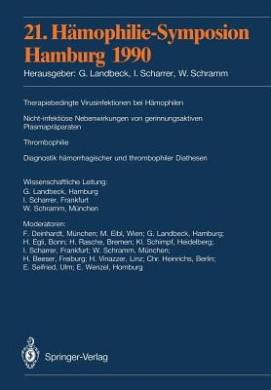 21. Hämophilie-Symposion
Hamburg 1990
Herausgeber: G. Landbeck, I. Scharrer, W. Schramm
Therapiebedingte Virusinfektionen bei Hämophilen
Nicht-infektiöse Nebenwirkungen von gerinnungsaktiven
Plasmapräparaten
Thrombophilie
Diagnostik hämorrhagischer und thrombophiler Diathesen
Wissenschaftliche Leitung:
G. Landbeck, Hamburg
I. Scharrer, Frankfurt
W. Schramm, München
Moderatoren:
F. Deinhardt, München; M. Eibl, Wien; G. Landbeck, Hamburg;
H. Egli, Bonn; H. Rasche, Bremen; Kl. Schimpf, Heidelberg;
I. Scharrer, Frankfurt; W. Schramm, München;
H. Beeser, Freiburg; H. Vinazzer, Linz; Chr. Heinrichs, Berlin;
E. Seifried, Ulm; E. Wenzel, Homburg
Springer-Verlag